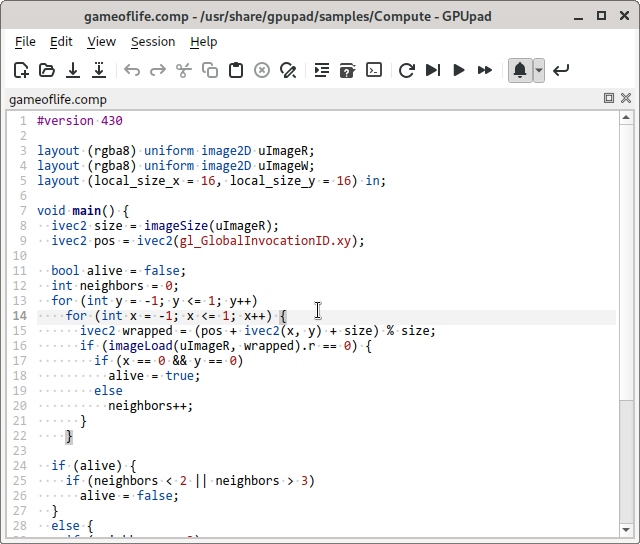 gameoflife.comp - /usr/share/gpupad/samples/Compute - GPUpad
File Edit View Session Help
gameoflife.comp
1 #version 430
2
3 layout (rgba8) uniform image2D uImageR;
4 layout (rgba8) uniform image2D uImageW;
5 layout (local_size_x = 16, local_size_y = 16) in;
6
7 void main() {
8   ivec2 size = imageSize(uImageR);
9   ivec2 pos = ivec2(gl_GlobalInvocationID.xy);
10
11   bool alive = false;
12   int neighbors = 0;
13   for (int y = -1; y <= 1; y++)
14     for (int x = -1; x <= 1; x++) {
15       ivec2 wrapped = (pos + ivec2(x, y) + size) % size;
16       if (imageLoad(uImageR, wrapped).r == 0) {
17         if (x == 0 && y == 0)
18           alive = true;
19         else
20           neighbors++;
21       }
22     }
23
24   if (alive) {
25     if (neighbors < 2 || neighbors > 3)
26       alive = false;
27   }
28   else {